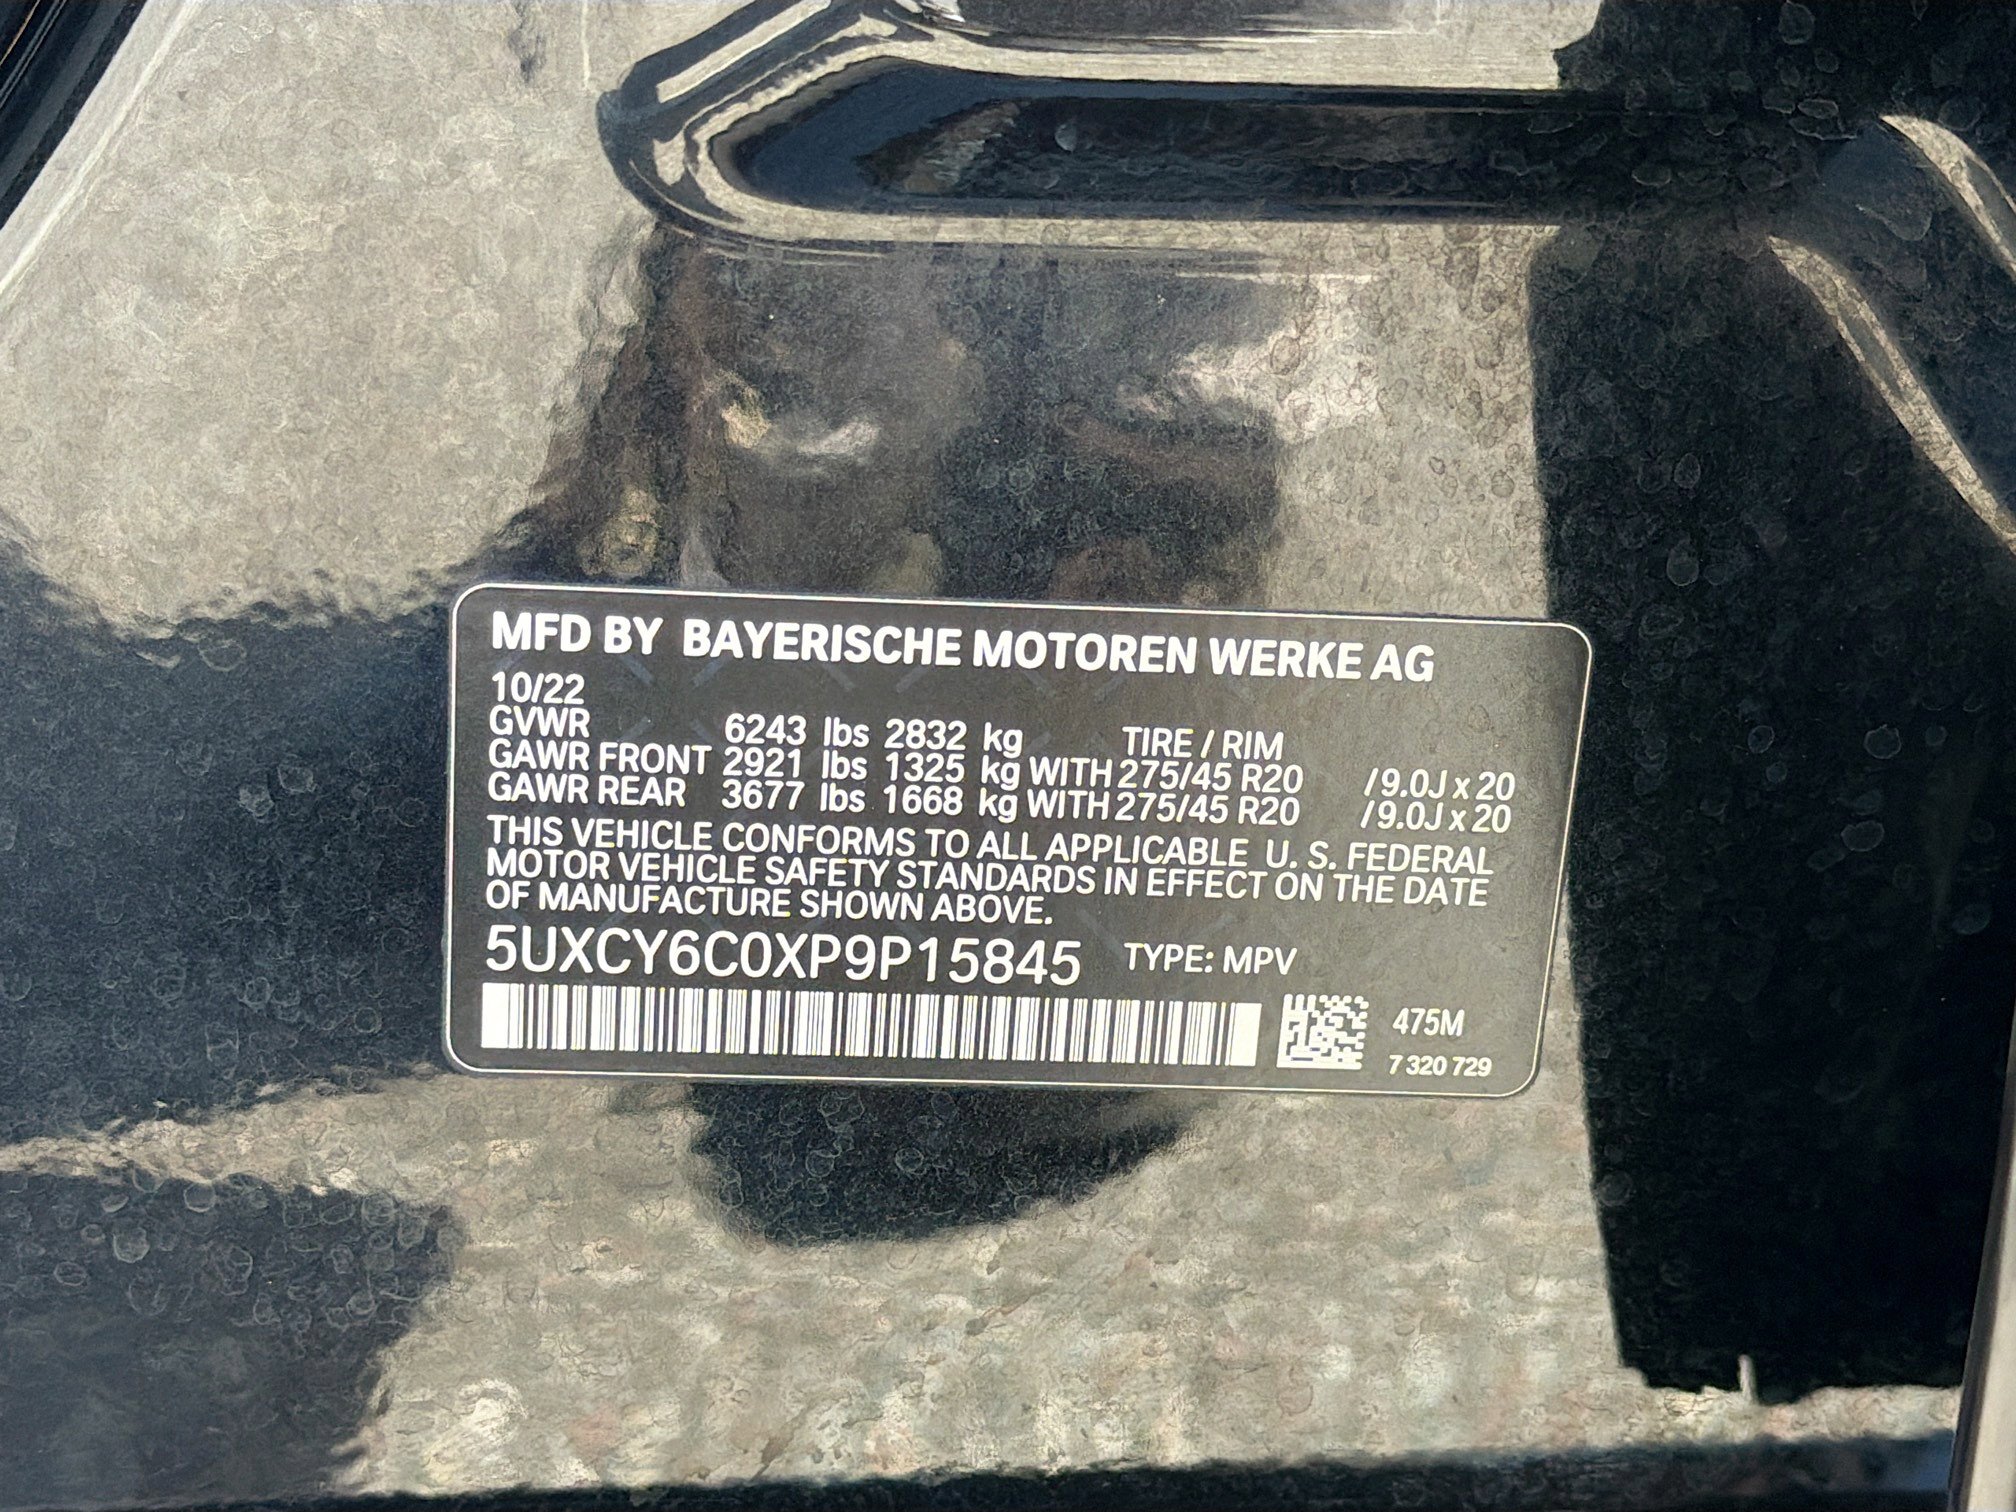 MFD BY BAYERISCHE MOTOREN WERKE AG
10/22
GVWR 6243 lbs 2832 kg TIRE / RIM
GAWR FRONT 2921 lbs 1325 kg WITH 275/45 R20 /9.0J x 20
GAWR REAR 3677 lbs 1668 kg WITH 275/45 R20 /9.0J x 20
THIS VEHICLE CONFORMS TO ALL APPLICABLE U. S. FEDERAL
MOTOR VEHICLE SAFETY STANDARDS IN EFFECT ON THE DATE
OF MANUFACTURE SHOWN ABOVE.
5UXCY6C0XP9P15845 TYPE: MPV
475M
7 320 729